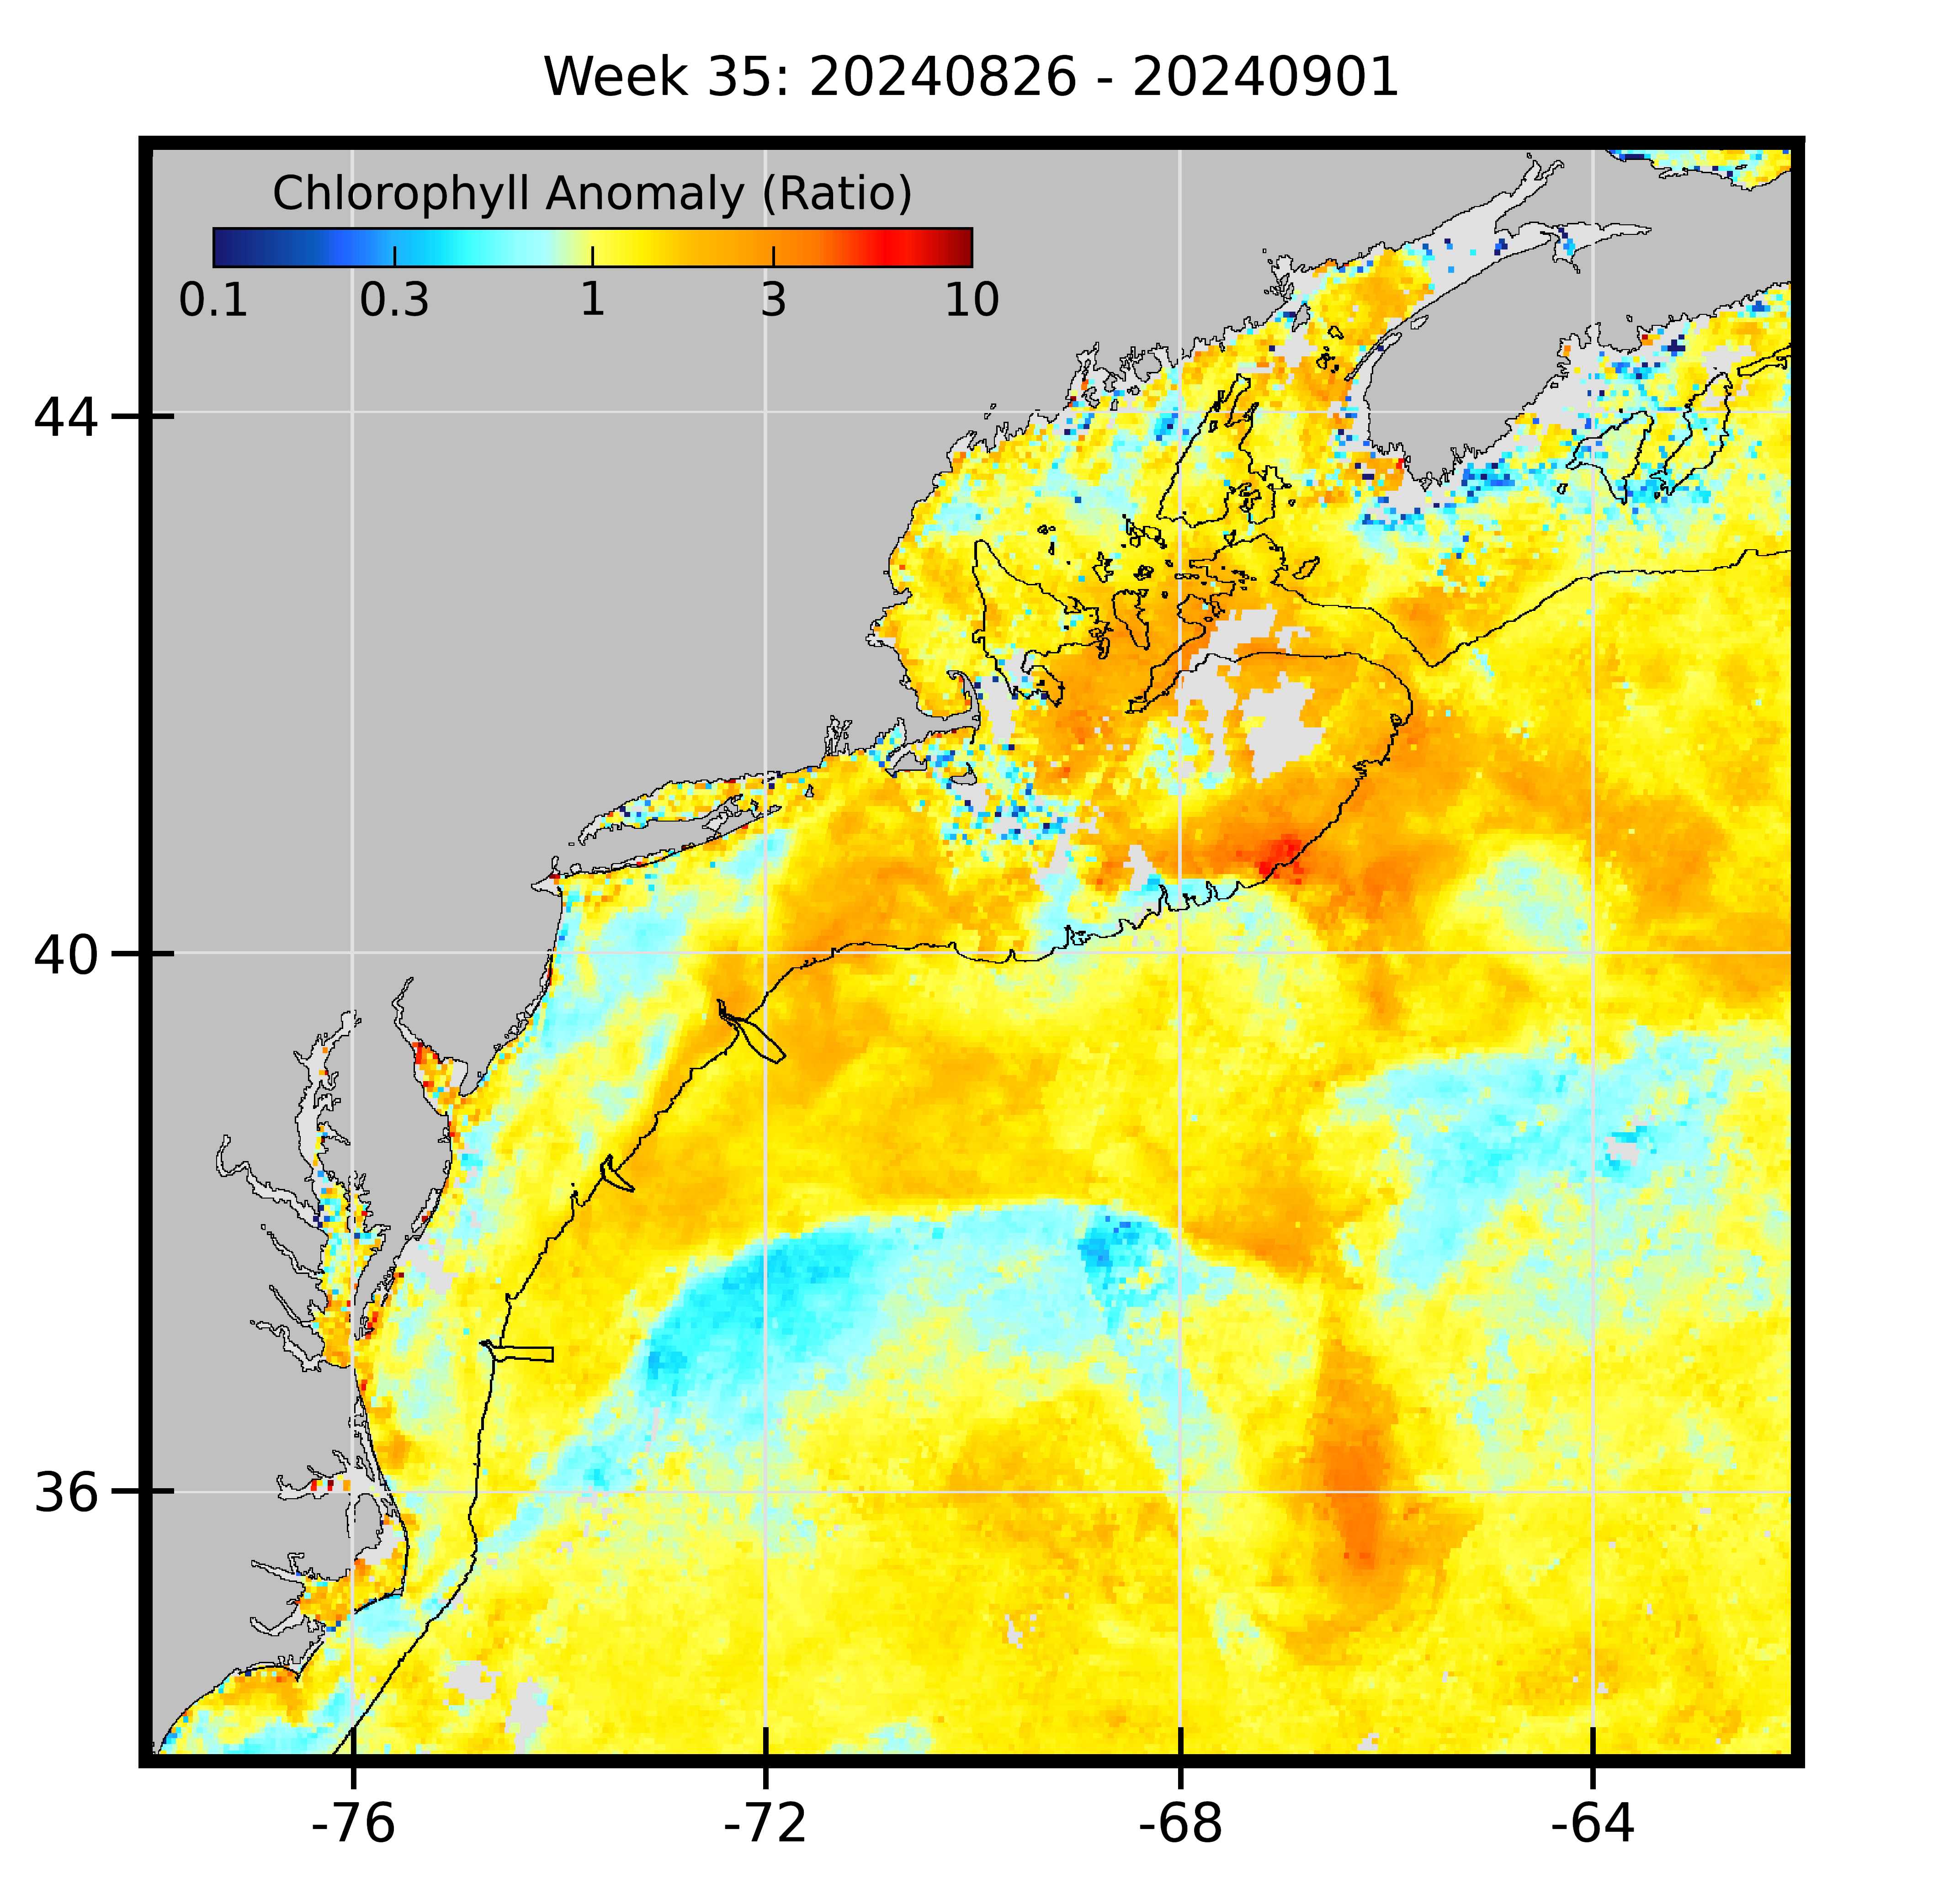 Week 35: 20240826 - 20240901
Chlorophyll Anomaly (Ratio)
0.1 0.3 1 3 10
44
40
36
-76 -72 -68 -64